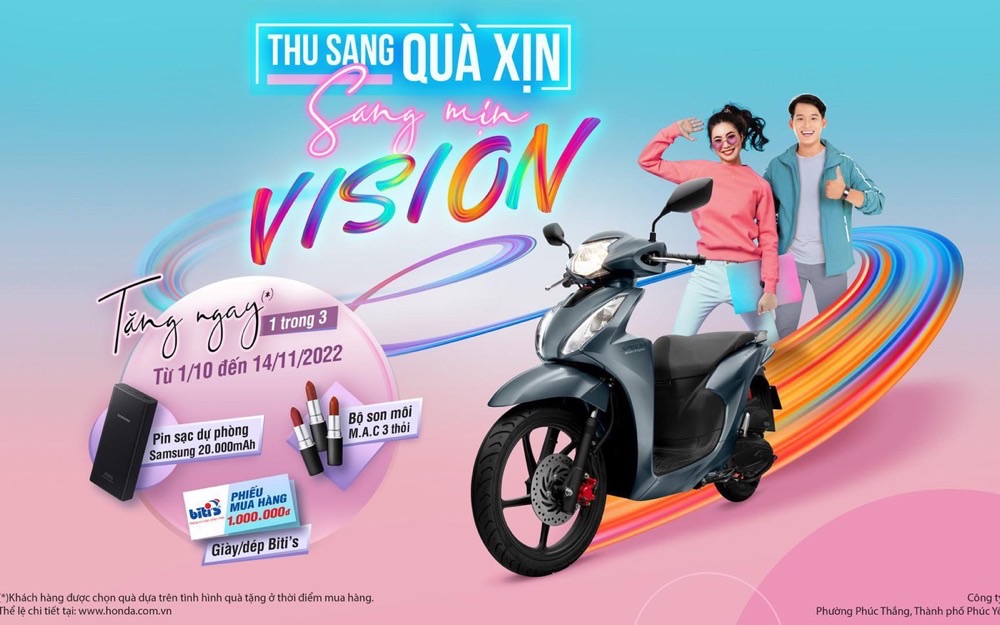 THU SANG QUÀ XỊN
Sang mịn
VISION
Tặng ngay(*)
1 trong 3
Từ 1/10 đến 14/11/2022
SAMSUNG
Pin sạc dự phòng
Samsung 20.000mAh
Bộ son môi
M.A.C 3 thỏi
biti's
PHIẾU
MUA HÀNG
1.000.000đ
Giày/dép Biti's
(*)Khách hàng được chọn quà dựa trên tình hình quà tặng ở thời điểm mua hàng.
Thể lệ chi tiết tại: www.honda.com.vn
Công ty
Phường Phúc Thắng, Thành phố Phúc Yê